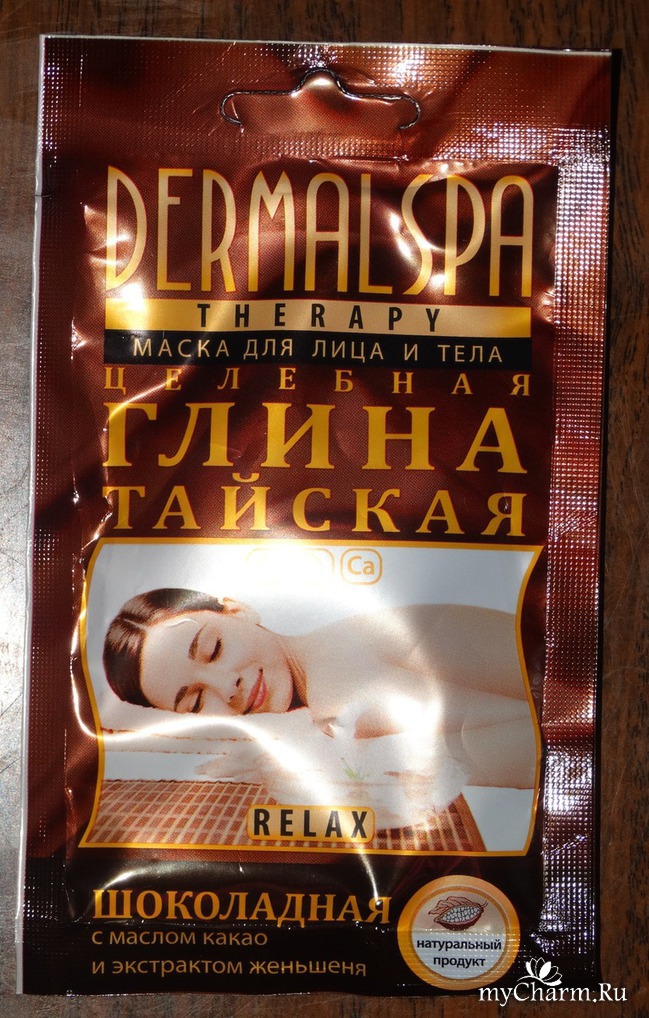 DERMALSPA
THERAPY
МАСКА ДЛЯ ЛИЦА И ТЕЛА
ЦЕЛЕБНАЯ
ГЛИНА
ТАЙСКАЯ
Ca
RELAX
ШОКОЛАДНАЯ
с маслом какао
и экстрактом женьшеня
натуральный
продукт
myCharm.Ru